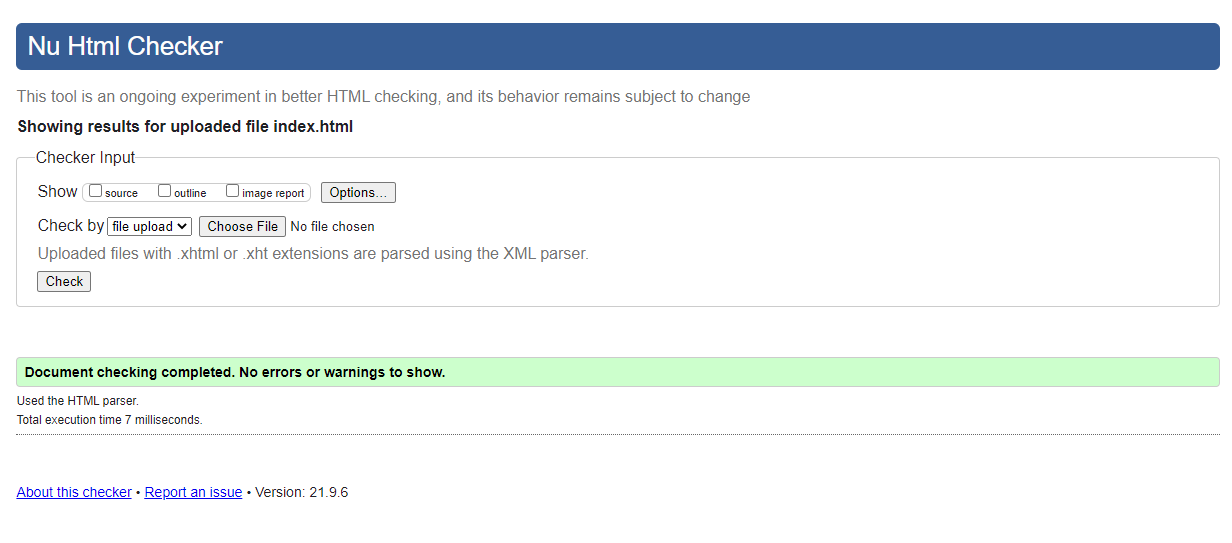 Nu Html Checker
This tool is an ongoing experiment in better HTML checking, and its behavior remains subject to change
Showing results for uploaded file index.html
Checker Input
Show source outline image report Options...
Check by file upload Choose File No file chosen
Uploaded files with .xhtml or .xht extensions are parsed using the XML parser.
Check
Document checking completed. No errors or warnings to show.
Used the HTML parser.
Total execution time 7 milliseconds.
About this checker • Report an issue • Version: 21.9.6